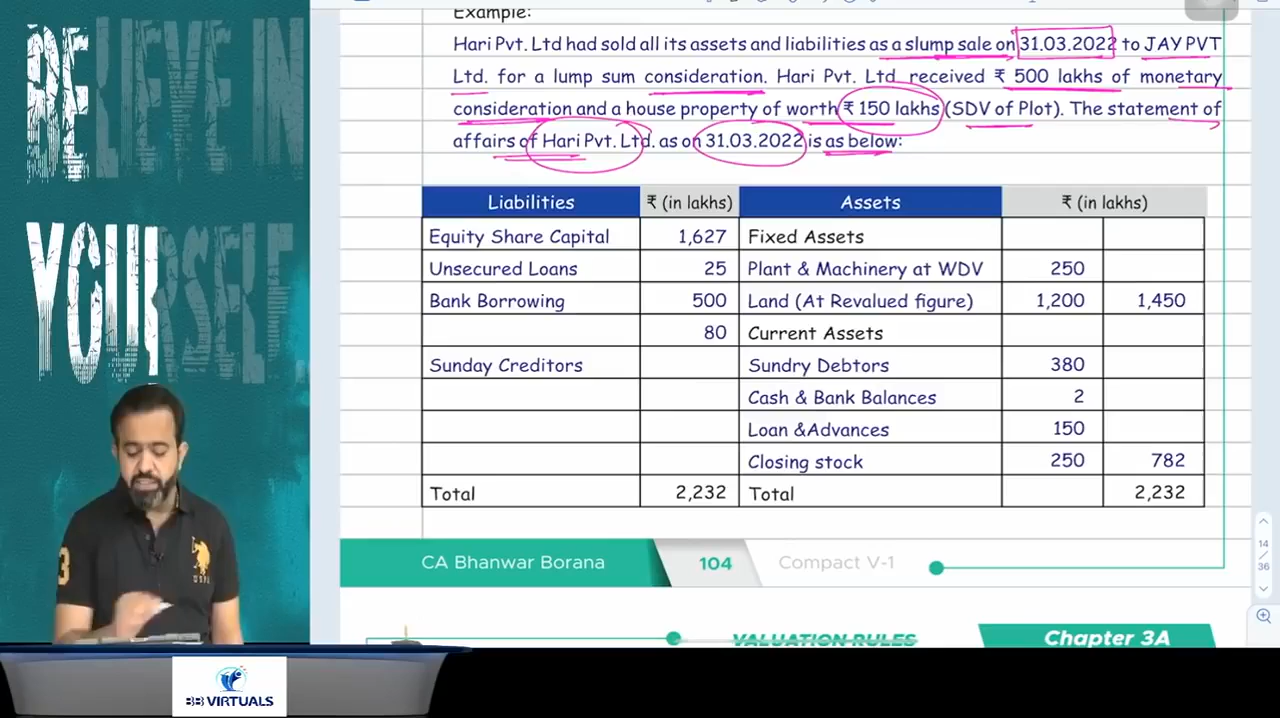 BELIEVE IN
YOURSELF
Example:
Hari Pvt. Ltd had sold all its assets and liabilities as a slump sale on 31.03.2022 to JAY PVT
Ltd. for a lump sum consideration. Hari Pvt. Ltd. received ₹ 500 lakhs of monetary
consideration and a house property of worth ₹ 150 lakhs (SDV of Plot). The statement of
affairs of Hari Pvt. Ltd. as on 31.03.2022 is as below:
Liabilities ₹ (in lakhs) Assets ₹ (in lakhs)
Equity Share Capital 1,627 Fixed Assets
Unsecured Loans 25 Plant & Machinery at WDV 250
Bank Borrowing 500 Land (At Revalued figure) 1,200 1,450
80 Current Assets
Sunday Creditors Sundry Debtors 380
Cash & Bank Balances 2
Loan &Advances 150
Closing stock 250 782
Total 2,232 Total 2,232
CA Bhanwar Borana 104 Compact V-1
VALUATION RULES Chapter 3A
14
/
36
3
BB VIRTUALS